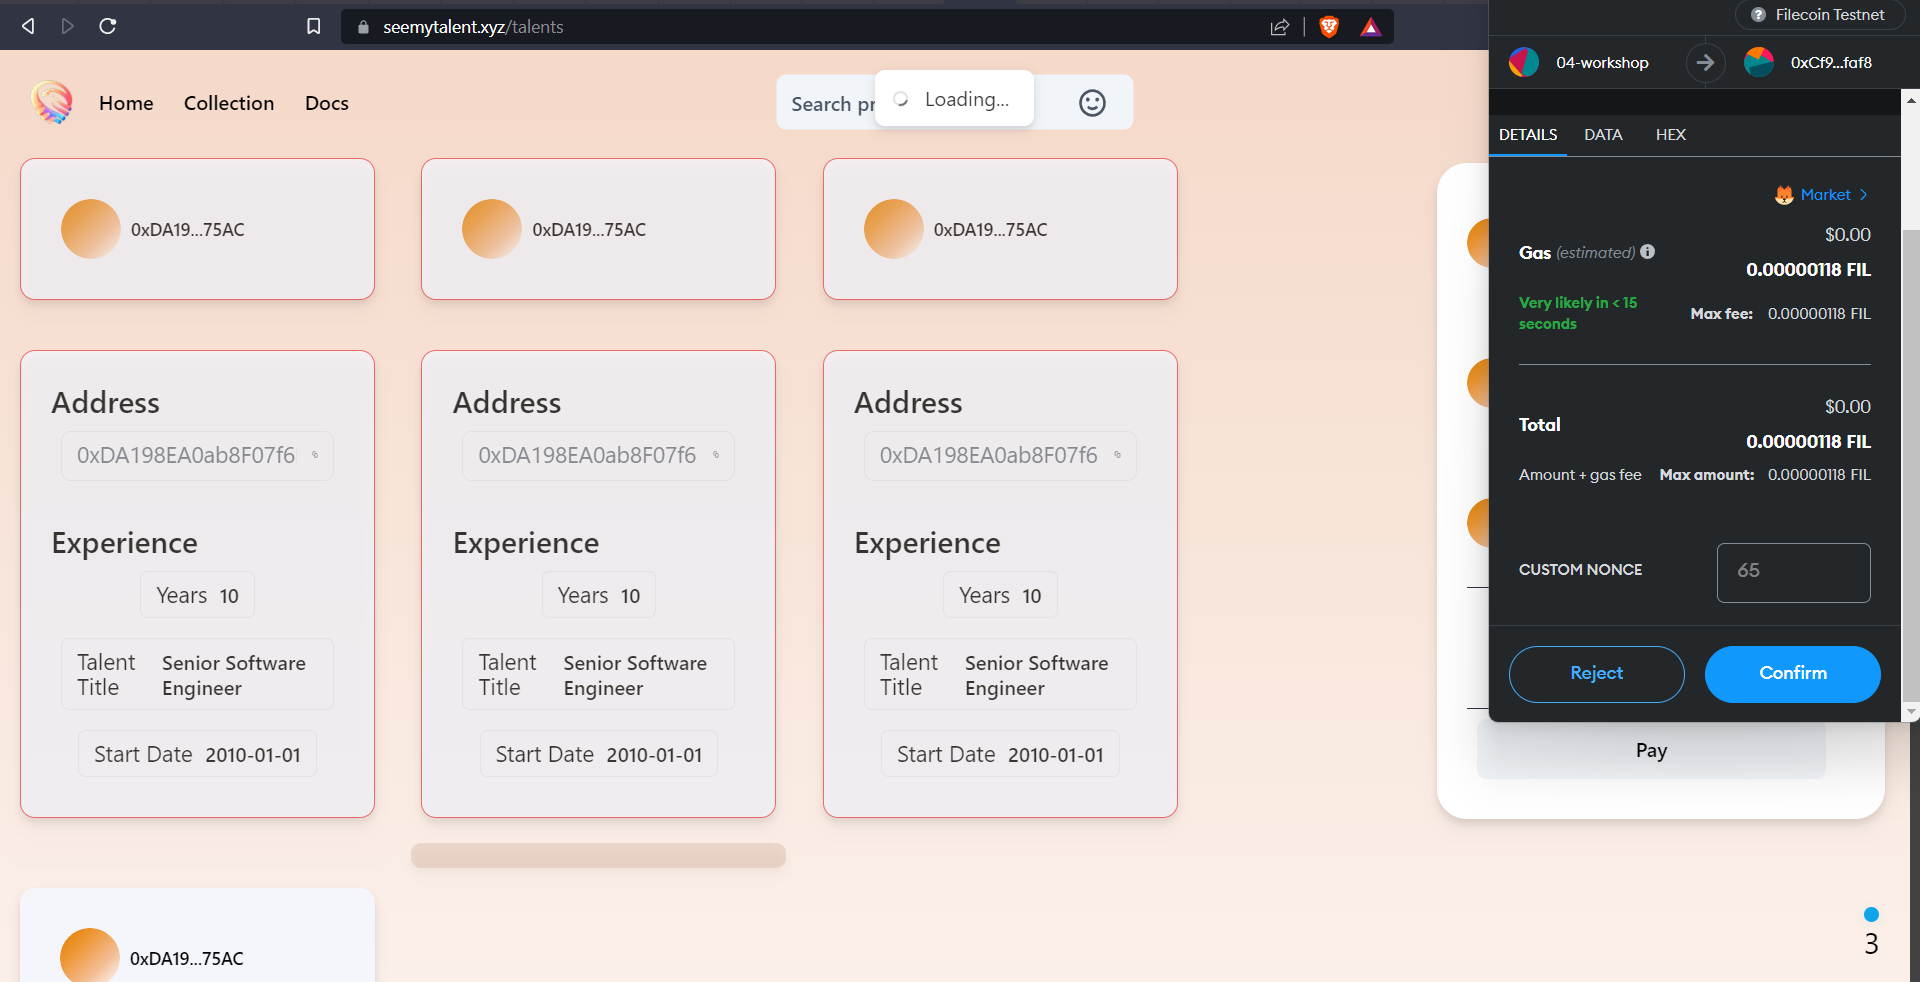 seemytalent.xyz/talents
Filecoin Testnet
04-workshop
0xCf9...faf8
Home
Collection
Docs
Search pr
Loading...
DETAILS
DATA
HEX
0xDA19...75AC
0xDA19...75AC
0xDA19...75AC
Market
$0.00
Gas (estimated)
0.00000118 FIL
Very likely in < 15
seconds
Max fee: 0.00000118 FIL
$0.00
Total
0.00000118 FIL
Amount + gas fee Max amount: 0.00000118 FIL
CUSTOM NONCE
65
Reject
Confirm
Address
0xDA198EA0ab8F07f6
Experience
Years 10
Talent
Title
Senior Software
Engineer
Start Date 2010-01-01
Address
0xDA198EA0ab8F07f6
Experience
Years 10
Talent
Title
Senior Software
Engineer
Start Date 2010-01-01
Address
0xDA198EA0ab8F07f6
Experience
Years 10
Talent
Title
Senior Software
Engineer
Start Date 2010-01-01
Pay
0xDA19...75AC
3